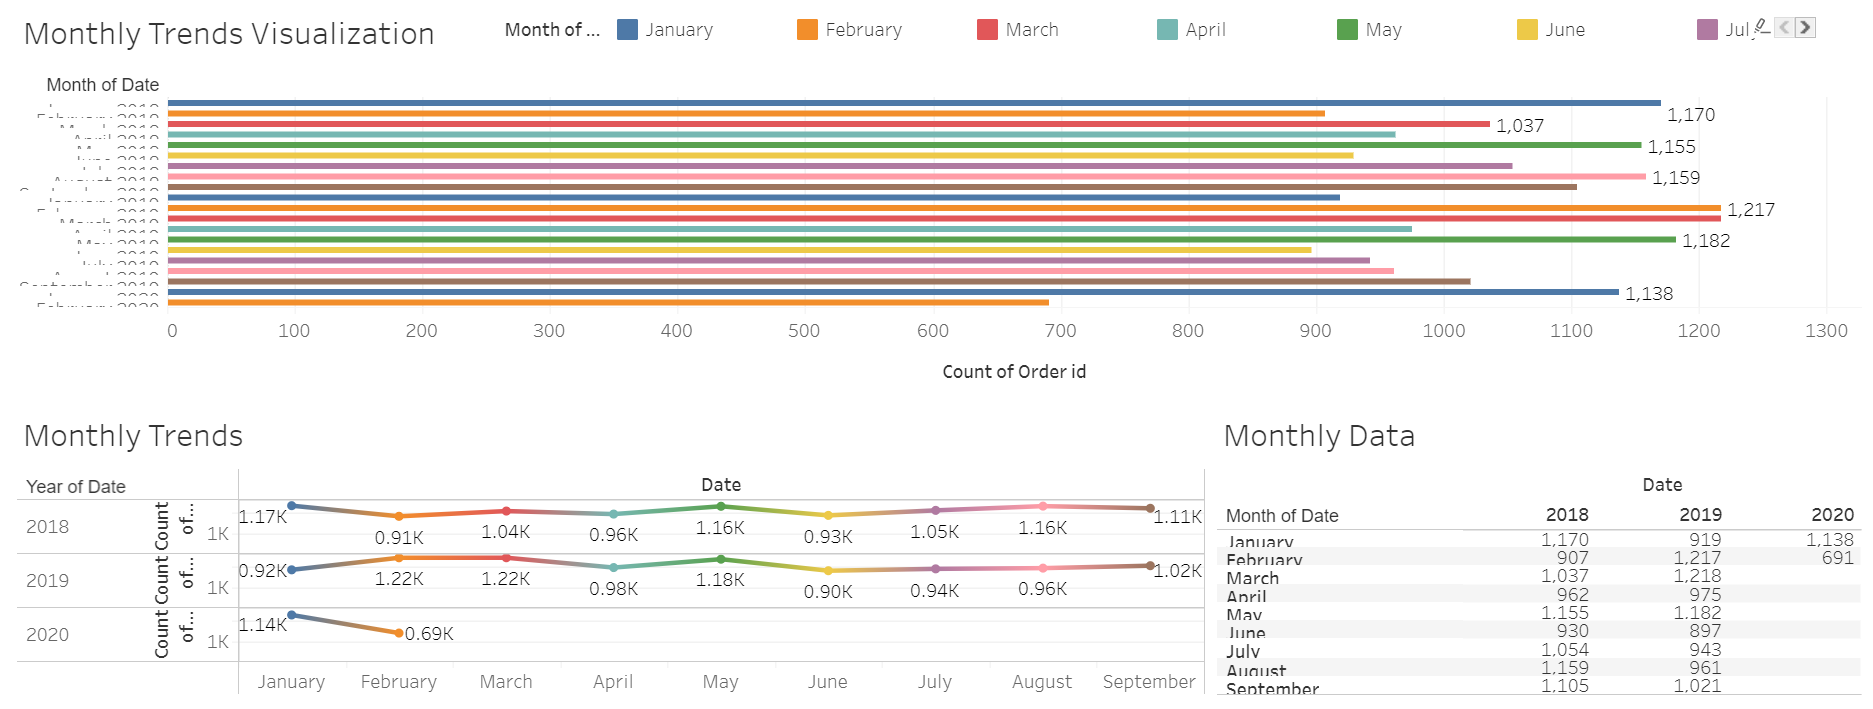 Monthly Trends Visualization
Month of ... January February March April May June
Month of Date
1,170
1,037
1,155
1,159
1,217
1,182
1,138
0 100 200 300 400 500 600 700 800 900 1000 1100 1200 1300
Count of Order id
Monthly Trends
Year of Date
Date
2018 Count of... 1K
1.17K 0.91K 1.04K 0.96K 1.16K 0.93K 1.05K 1.16K 1.11K
2019 Count of... 1K
0.92K 1.22K 1.22K 0.98K 1.18K 0.90K 0.94K 0.96K 1.02K
2020 Count of... 1K
1.14K 0.69K
January February March April May June July August September
Monthly Data
Date
Month of Date 2018 2019 2020
January 1,170 919 1,138
February 907 1,217 691
March 1,037 1,218
April 962 975
May 1,155 1,182
June 930 897
July 1,054 943
August 1,159 961
September 1,105 1,021